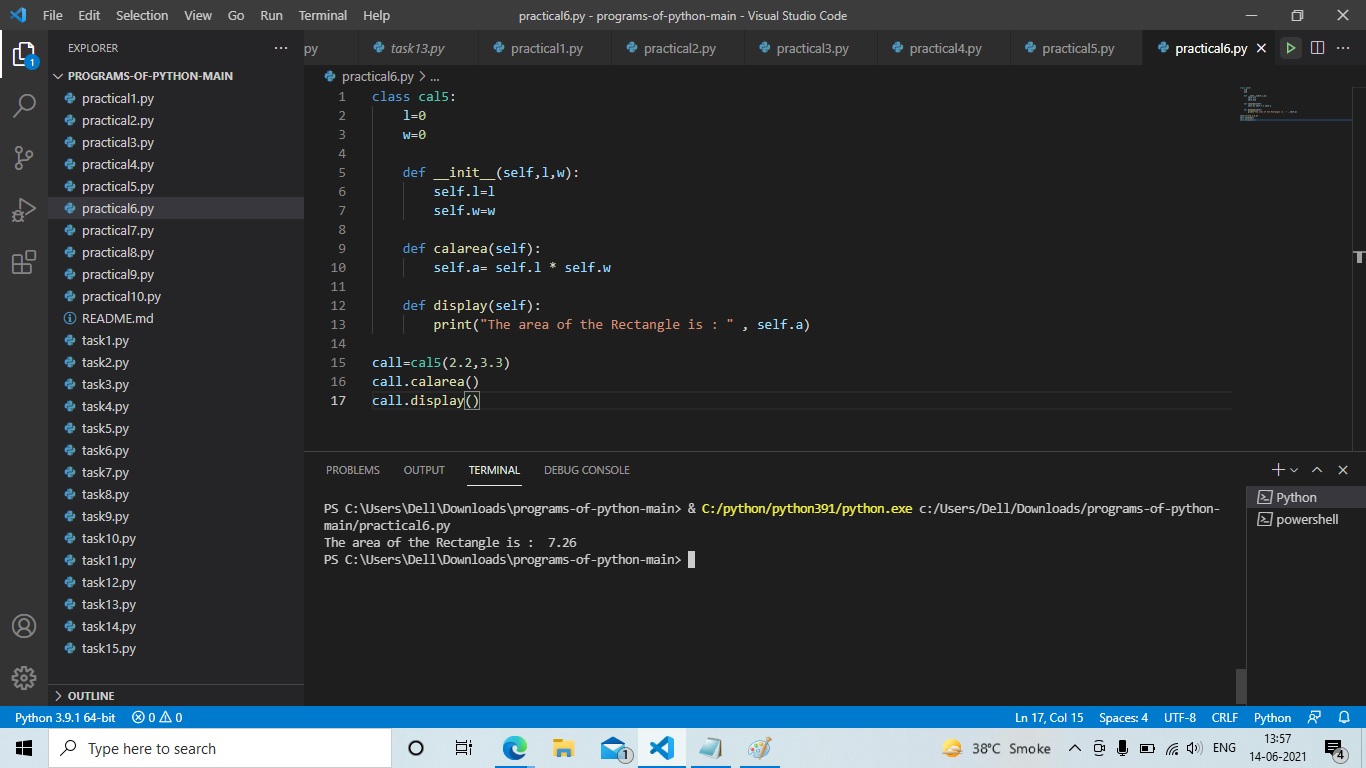 File Edit Selection View Go Run Terminal Help practical6.py - programs-of-python-main - Visual Studio Code
EXPLORER
py task13.py practical1.py practical2.py practical3.py practical4.py practical5.py practical6.py
1
PROGRAMS-OF-PYTHON-MAIN
practical1.py
practical2.py
practical3.py
practical4.py
practical5.py
practical6.py
practical7.py
practical8.py
practical9.py
practical10.py
README.md
task1.py
task2.py
task3.py
task4.py
task5.py
task6.py
task7.py
task8.py
task9.py
task10.py
task11.py
task12.py
task13.py
task14.py
task15.py
OUTLINE
practical6.py > ...
1 class cal5:
2     l=0
3     w=0
4
5     def __init__(self,l,w):
6         self.l=l
7         self.w=w
8
9     def calarea(self):
10         self.a= self.l * self.w
11
12     def display(self):
13         print("The area of the Rectangle is : " , self.a)
14
15 call=cal5(2.2,3.3)
16 call.calarea()
17 call.display()
PROBLEMS OUTPUT TERMINAL DEBUG CONSOLE
PS C:\Users\Dell\Downloads\programs-of-python-main> & C:/python/python391/python.exe c:/Users/Dell/Downloads/programs-of-python-
main/practical6.py
The area of the Rectangle is :  7.26
PS C:\Users\Dell\Downloads\programs-of-python-main>
Python
powershell
Python 3.9.1 64-bit 0 0 Ln 17, Col 15 Spaces: 4 UTF-8 CRLF Python
Type here to search 1 38°C Smoke ENG 13:57
14-06-2021 4